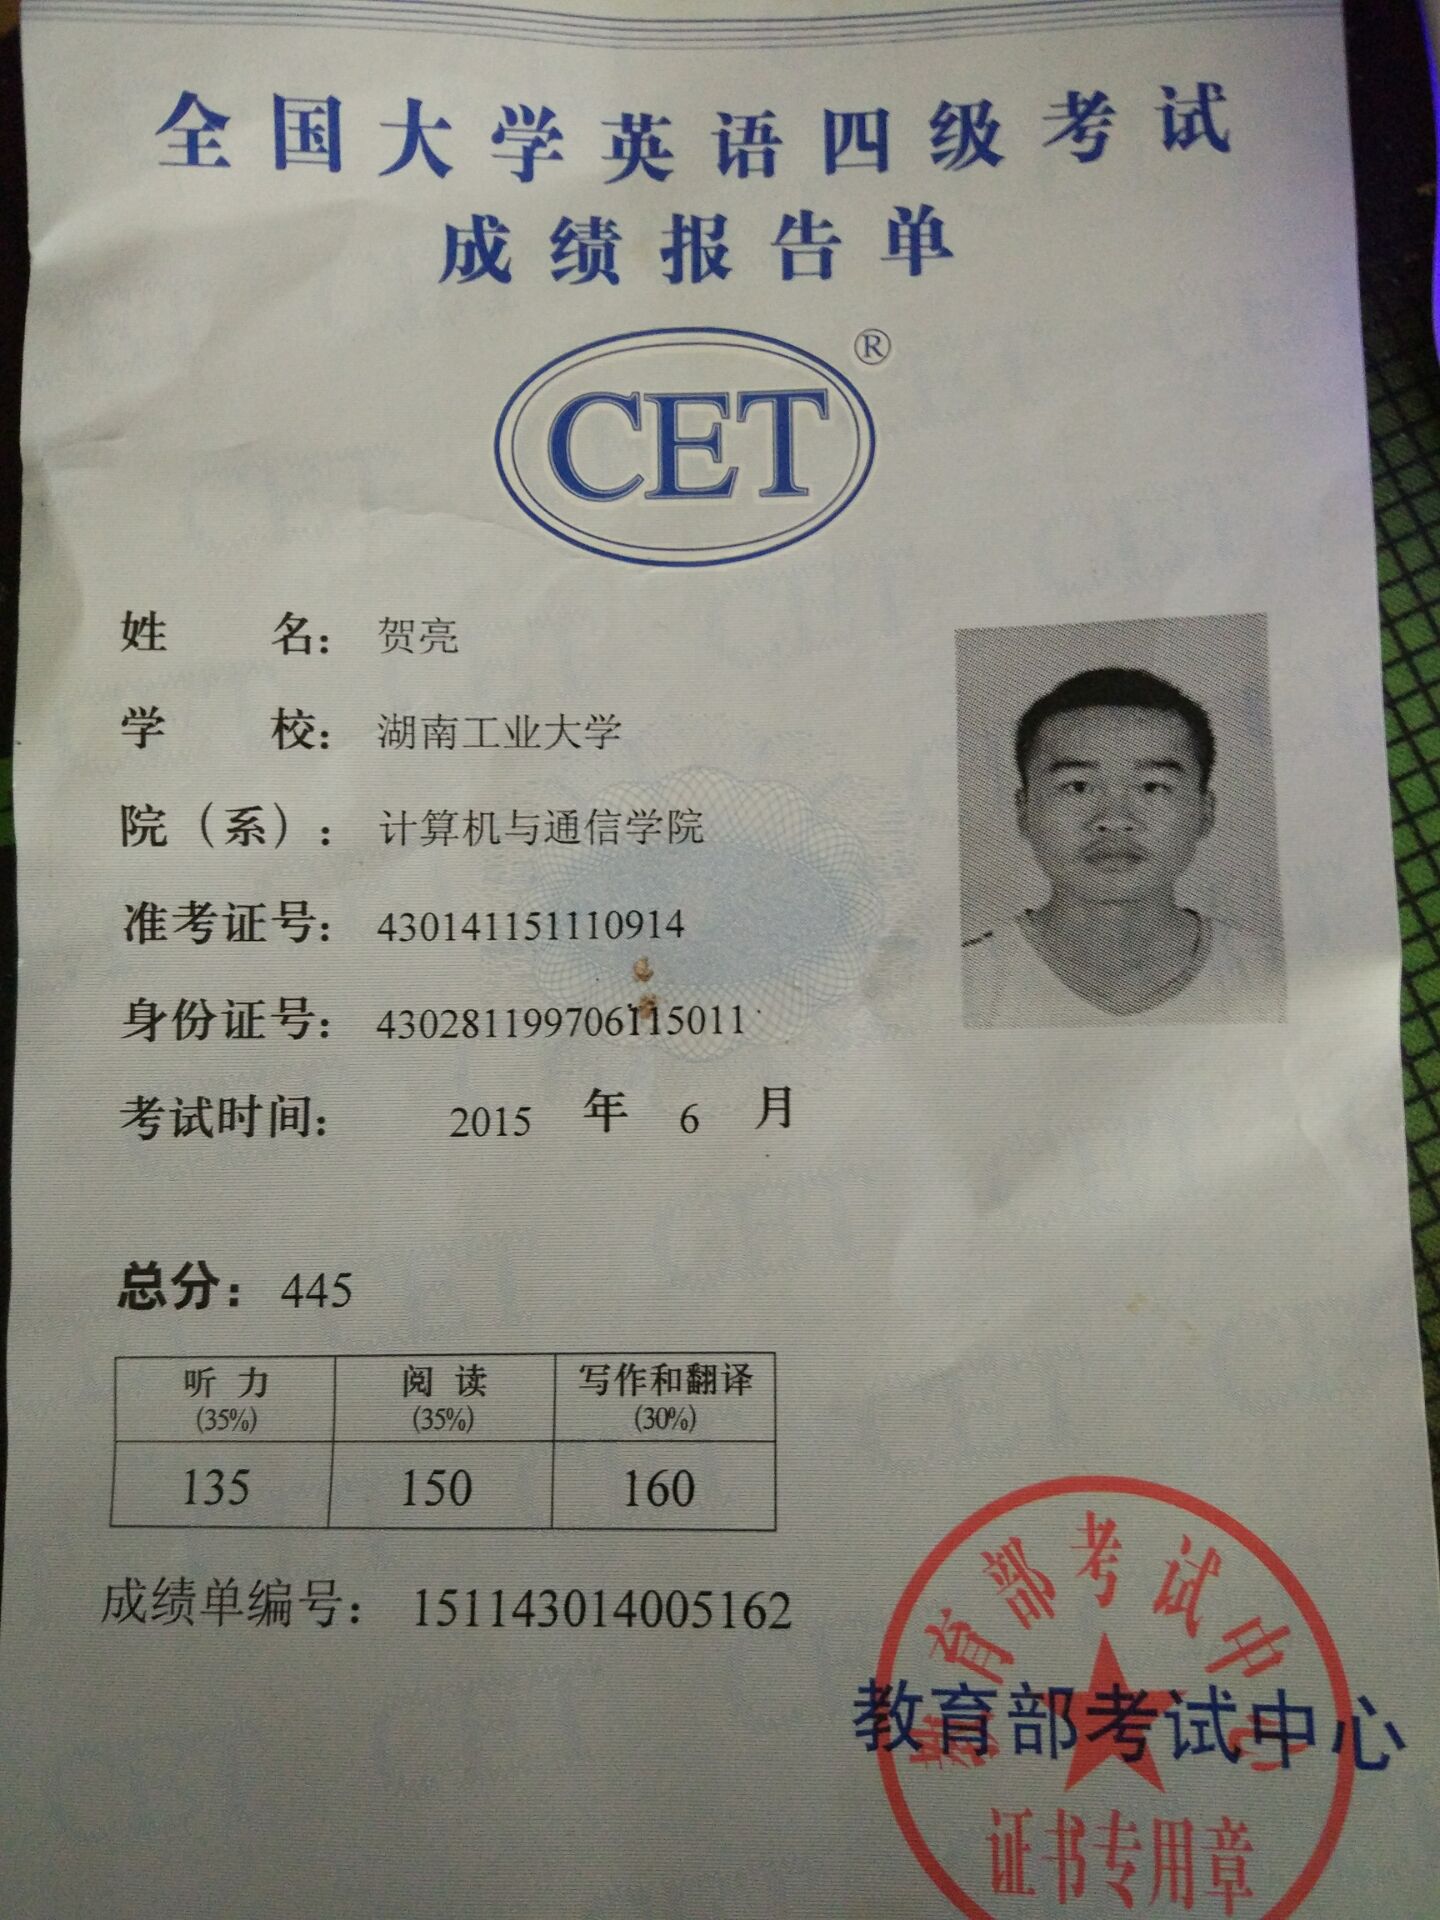 全国大学英语四级考试
成绩报告单
CET®
姓 名： 贺亮
学 校： 湖南工业大学
院（系）： 计算机与通信学院
准考证号： 430141151110914
身份证号： 430281199706115011
考试时间： 2015 年 6 月
总分： 445
听力 阅读 写作和翻译
(35%) (35%) (30%)
135 150 160
成绩单编号： 151143014005162
教育部考试中心
教育部考试中心
证书专用章